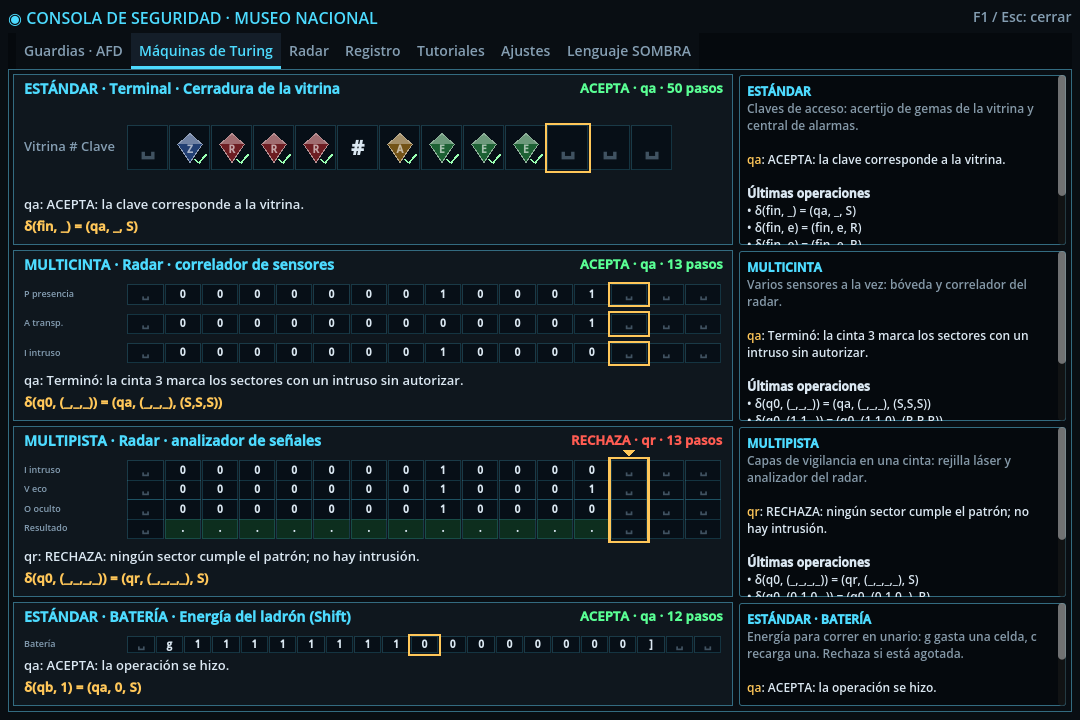 ◉ CONSOLA DE SEGURIDAD · MUSEO NACIONAL
F1 / Esc: cerrar
Guardias · AFD Máquinas de Turing Radar Registro Tutoriales Ajustes Lenguaje SOMBRA
ESTÁNDAR · Terminal · Cerradura de la vitrina
ACEPTA · qa · 50 pasos
Vitrina # Clave ␣ Z R R R # A E E E ␣ ␣ ␣
qa: ACEPTA: la clave corresponde a la vitrina.
δ(fin, _) = (qa, _, S)
ESTÁNDAR
Claves de acceso: acertijo de gemas de la vitrina y
central de alarmas.
qa: ACEPTA: la clave corresponde a la vitrina.
Últimas operaciones
• δ(fin, _) = (qa, _, S)
• δ(fin, e) = (fin, e, R)
• δ(fin, e) = (fin, e, R)
MULTICINTA · Radar · correlador de sensores
ACEPTA · qa · 13 pasos
P presencia ␣ 0 0 0 0 0 0 0 1 0 0 0 1 ␣ ␣ ␣
A transp. ␣ 0 0 0 0 0 0 0 0 0 0 0 1 ␣ ␣ ␣
I intruso ␣ 0 0 0 0 0 0 0 1 0 0 0 0 ␣ ␣ ␣
qa: Terminó: la cinta 3 marca los sectores con un intruso sin autorizar.
δ(q0, (_,_,_)) = (qa, (_,_,_), (S,S,S))
MULTICINTA
Varios sensores a la vez: bóveda y correlador del
radar.
qa: Terminó: la cinta 3 marca los sectores con un
intruso sin autorizar.
Últimas operaciones
• δ(q0, (_,_,_)) = (qa, (_,_,_), (S,S,S))
• δ(q0, (1,1,_)) = (q0, (1,1,0), (R,R,R))
MULTIPISTA · Radar · analizador de señales
RECHAZA · qr · 13 pasos
I intruso ␣ 0 0 0 0 0 0 0 1 0 0 0 0 ␣ ␣ ␣
V eco ␣ 0 0 0 0 0 0 0 1 0 0 0 1 ␣ ␣ ␣
O oculto ␣ 0 0 0 0 0 0 0 1 0 0 0 0 ␣ ␣ ␣
Resultado ␣ . . . . . . . . . . . . ␣ ␣ ␣
qr: RECHAZA: ningún sector cumple el patrón; no hay intrusión.
δ(q0, (_,_,_,_)) = (qr, (_,_,_,_), S)
MULTIPISTA
Capas de vigilancia en una cinta: rejilla láser y
analizador del radar.
qr: RECHAZA: ningún sector cumple el patrón; no
hay intrusión.
Últimas operaciones
• δ(q0, (_,_,_,_)) = (qr, (_,_,_,_), S)
• δ(q0, (0,1,0,_)) = (q0, (0,1,0,.), R)
ESTÁNDAR · BATERÍA · Energía del ladrón (Shift)
ACEPTA · qa · 12 pasos
Batería ␣ g 1 1 1 1 1 1 1 1 0 0 0 0 0 0 0 0 ] ␣ ␣
qa: ACEPTA: la operación se hizo.
δ(qb, 1) = (qa, 0, S)
ESTÁNDAR · BATERÍA
Energía para correr en unario: g gasta una celda, c
recarga una. Rechaza si está agotada.
qa: ACEPTA: la operación se hizo.